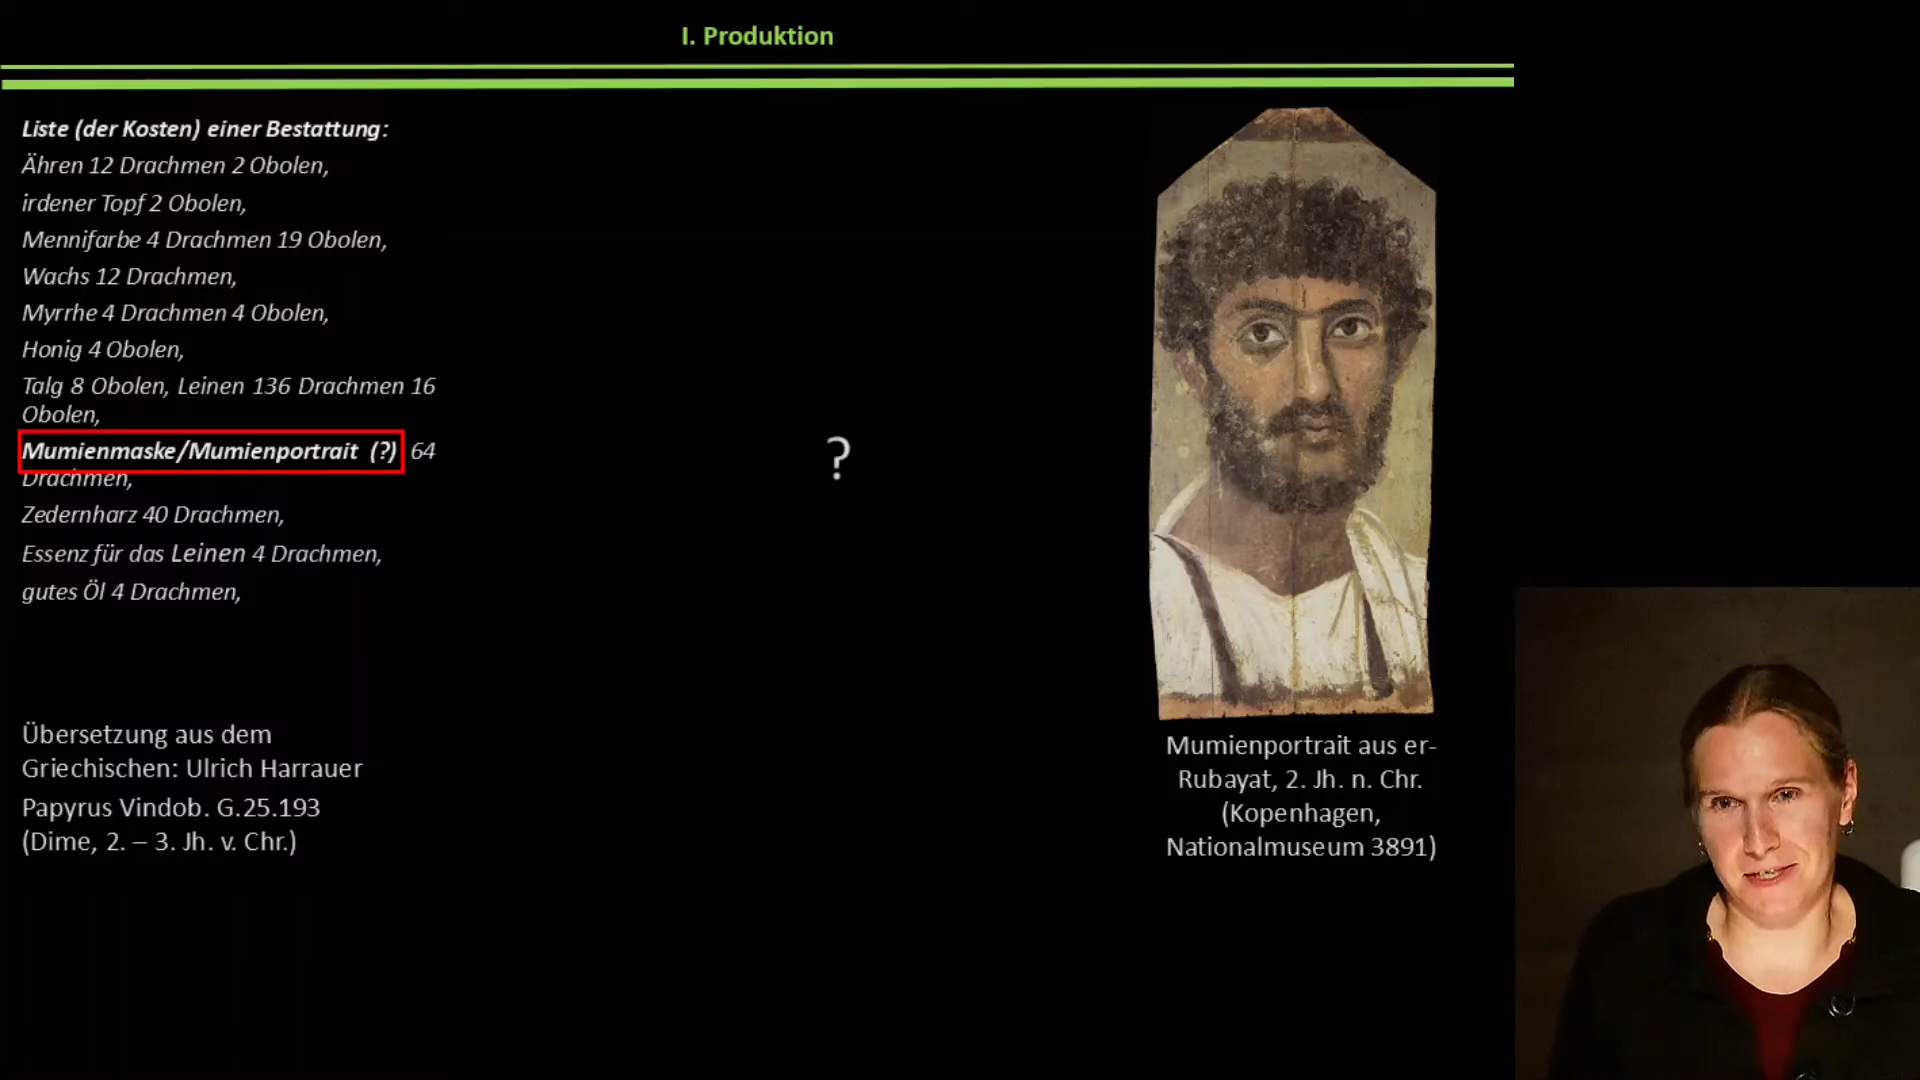 I. Produktion
Liste (der Kosten) einer Bestattung:
Ähren 12 Drachmen 2 Obolen,
irdener Topf 2 Obolen,
Mennifarbe 4 Drachmen 19 Obolen,
Wachs 12 Drachmen,
Myrrhe 4 Drachmen 4 Obolen,
Honig 4 Obolen,
Talg 8 Obolen, Leinen 136 Drachmen 16
Obolen,
Mumienmaske/Mumienportrait (?) 64
Drachmen,
Zedernharz 40 Drachmen,
Essenz für das Leinen 4 Drachmen,
gutes Öl 4 Drachmen,
?
Übersetzung aus dem
Griechischen: Ulrich Harrauer
Papyrus Vindob. G.25.193
(Dime, 2. – 3. Jh. v. Chr.)
Mumienportrait aus er-
Rubayat, 2. Jh. n. Chr.
(Kopenhagen,
Nationalmuseum 3891)